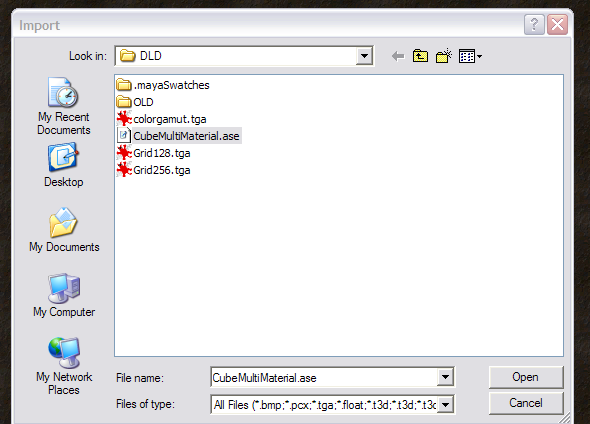 Import
Look in:
DLD
.mayaSwatches
OLD
colorgamut.tga
CubeMultiMaterial.ase
Grid128.tga
Grid256.tga
My Recent
Documents
Desktop
My Documents
My Computer
My Network
Places
File name:
CubeMultiMaterial.ase
Open
Files of type:
All Files (*.bmp;*.pcx;*.tga;*.float;*.t3d;*.t3d;*.t3d
Cancel